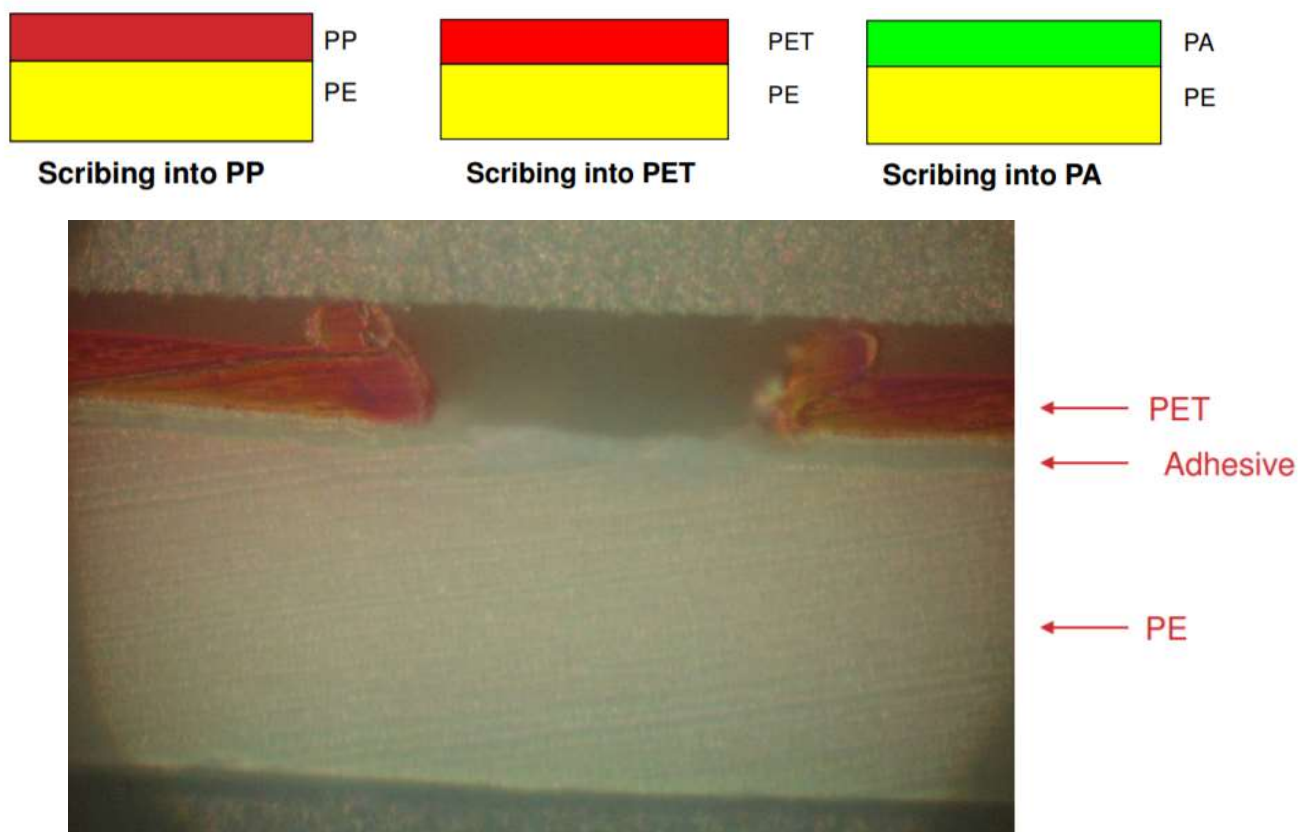 PP
PE
Scribing into PP
PET
PE
Scribing into PET
PA
PE
Scribing into PA
PET
Adhesive
PE